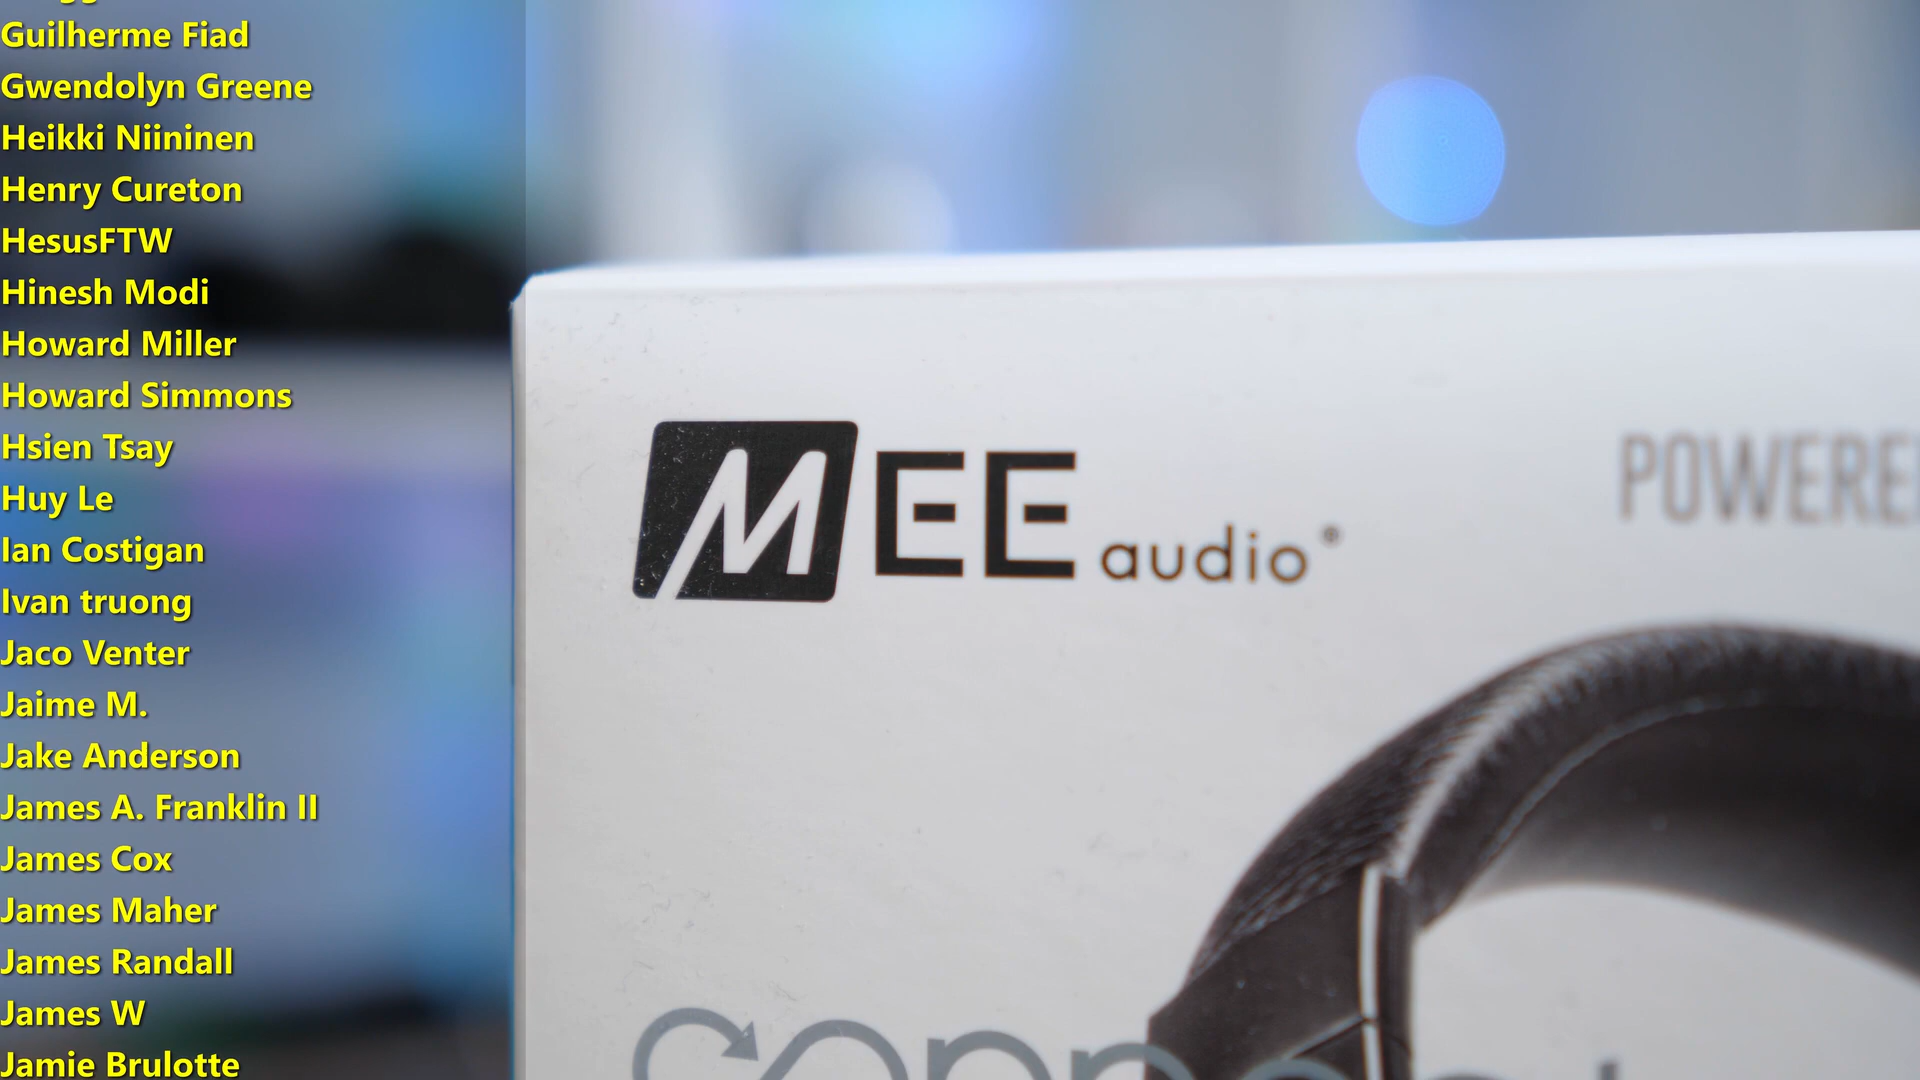 Guilherme Fiad
Gwendolyn Greene
Heikki Niininen
Henry Cureton
HesusFTW
Hinesh Modi
Howard Miller
Howard Simmons
Hsien Tsay
Huy Le
Ian Costigan
Ivan truong
Jaco Venter
Jaime M.
Jake Anderson
James A. Franklin II
James Cox
James Maher
James Randall
James W
Jamie Brulotte
MEE audio